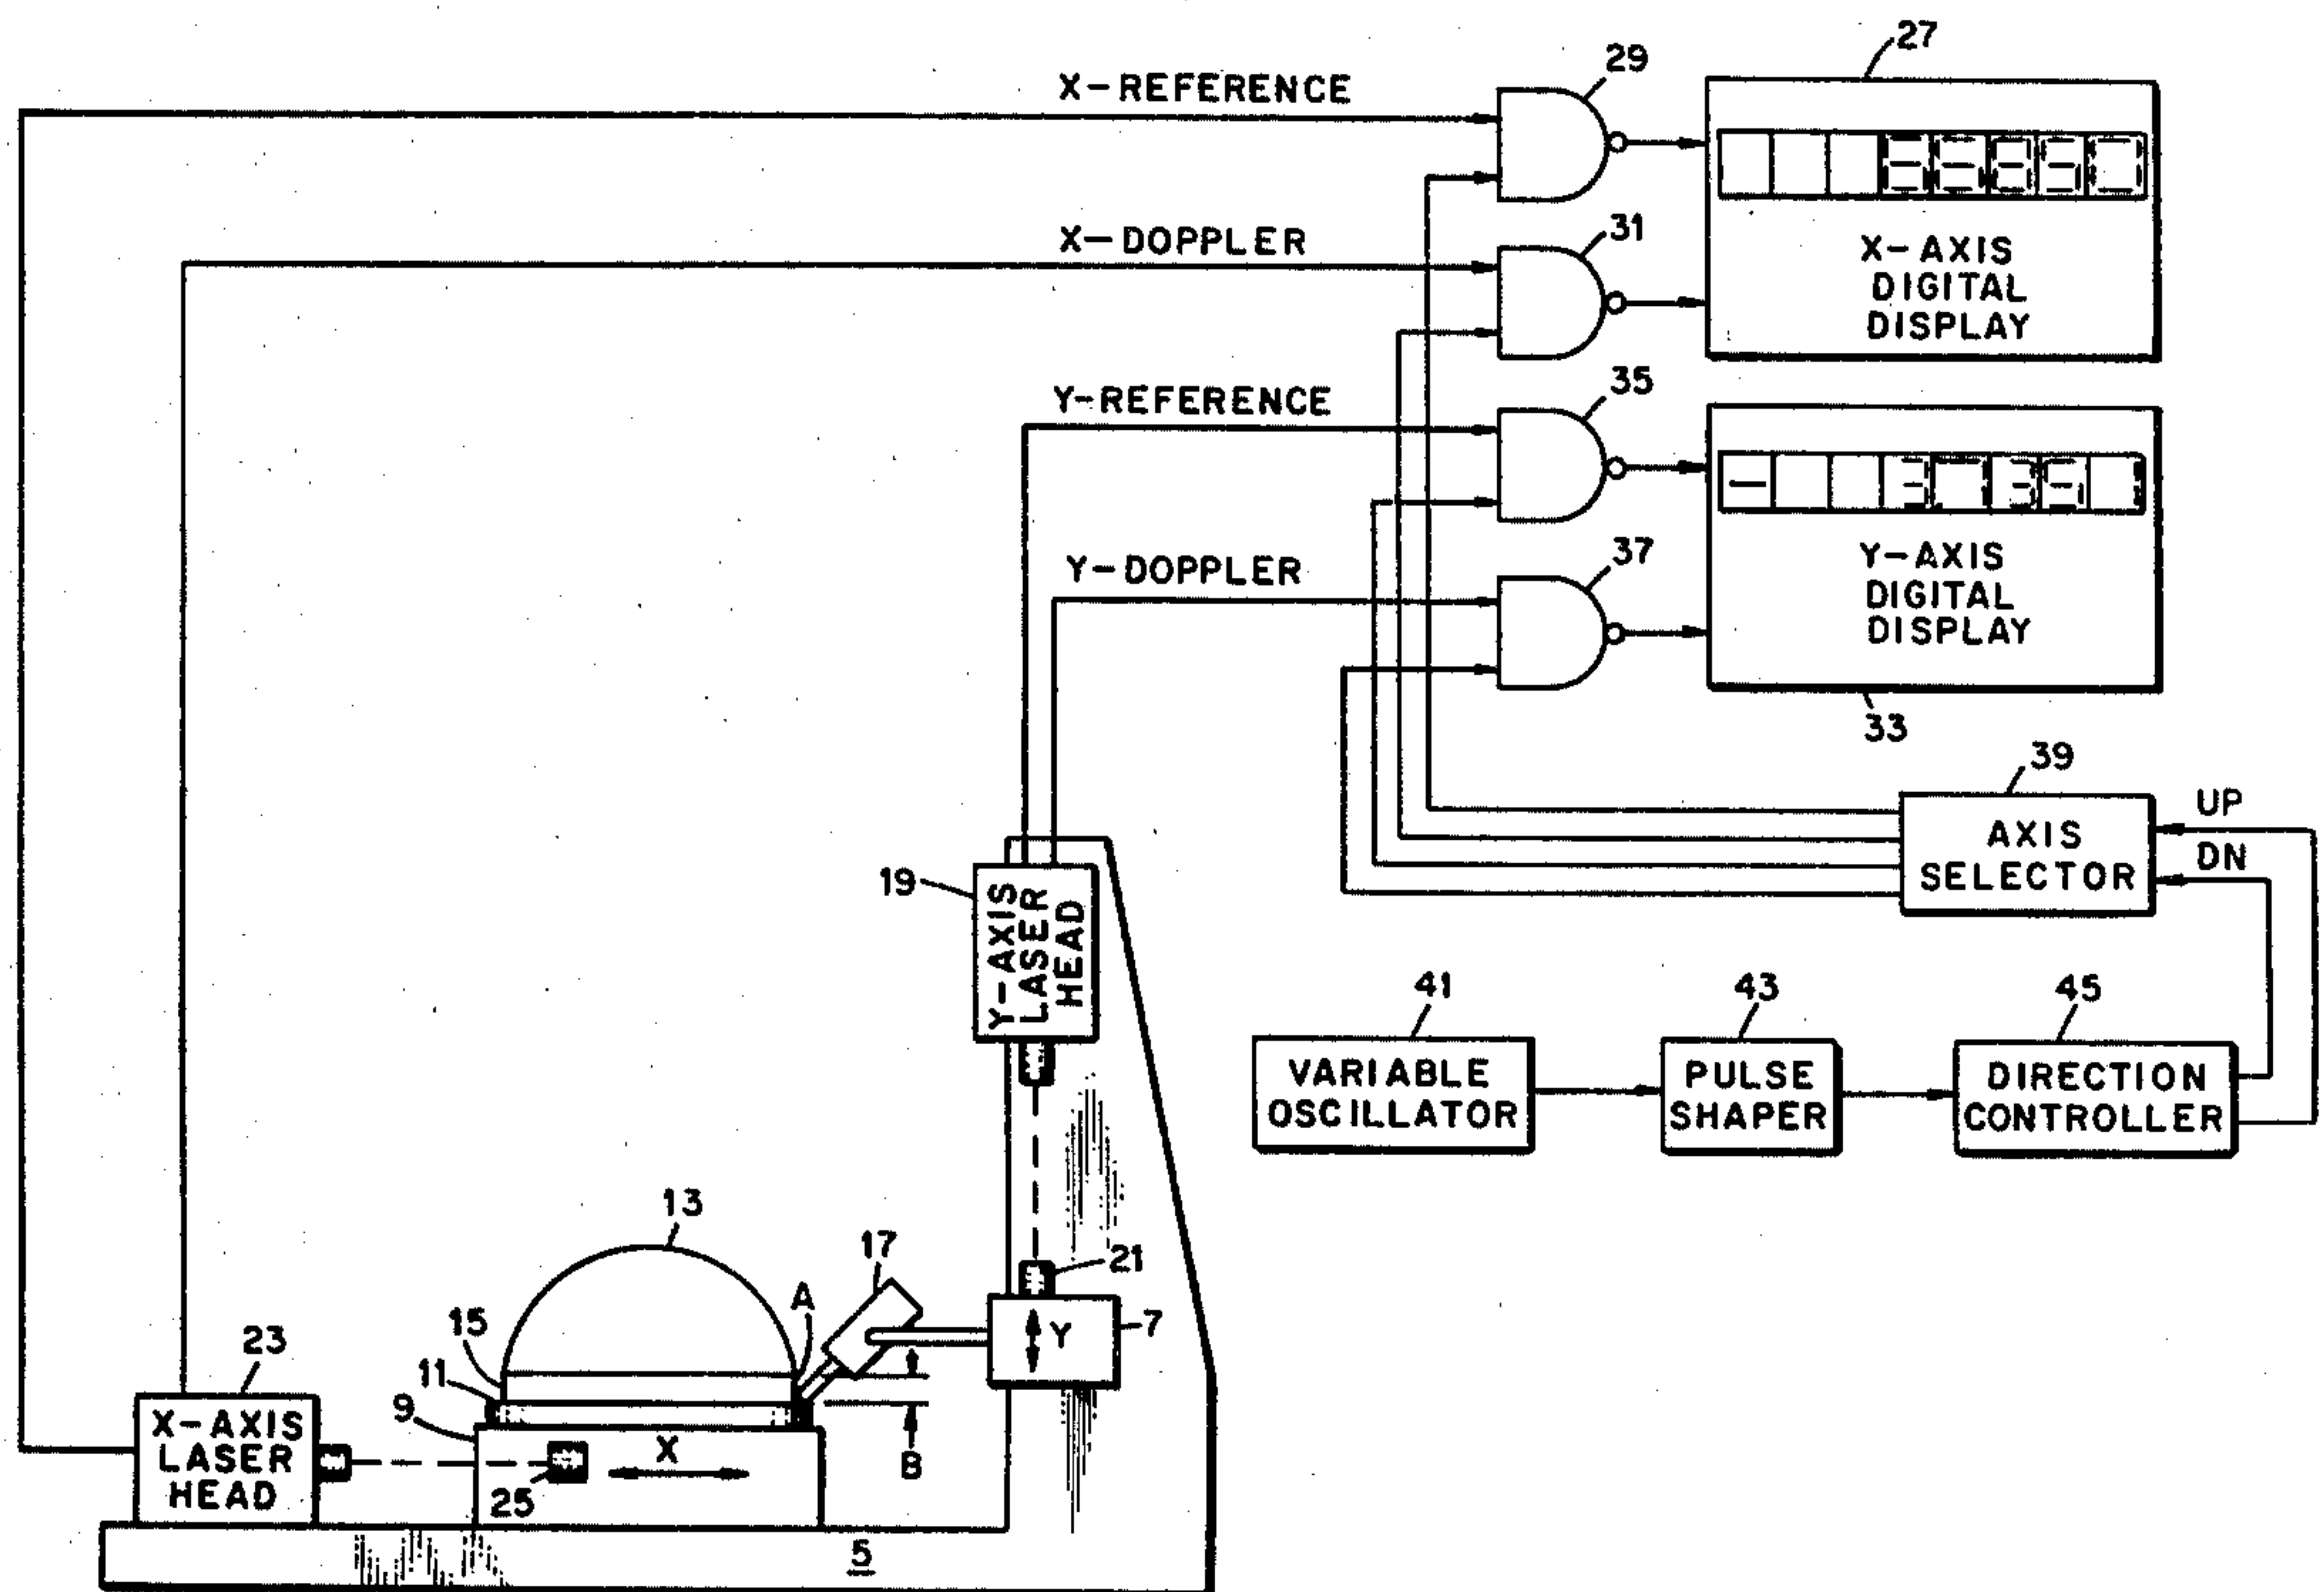 27
29
X-REFERENCE
31
X-DOPPLER
X-AXIS
DIGITAL
DISPLAY
35
Y-REFERENCE
37
Y-DOPPLER
Y-AXIS
DIGITAL
DISPLAY
33
39
UP
AXIS
SELECTOR
DN
19
Y-AXIS
LASER
HEAD
41
43
45
VARIABLE
OSCILLATOR
PULSE
SHAPER
DIRECTION
CONTROLLER
13
17
21
A
7
Y
15
23
11
9
X-AXIS
LASER
HEAD
X
B
25
5